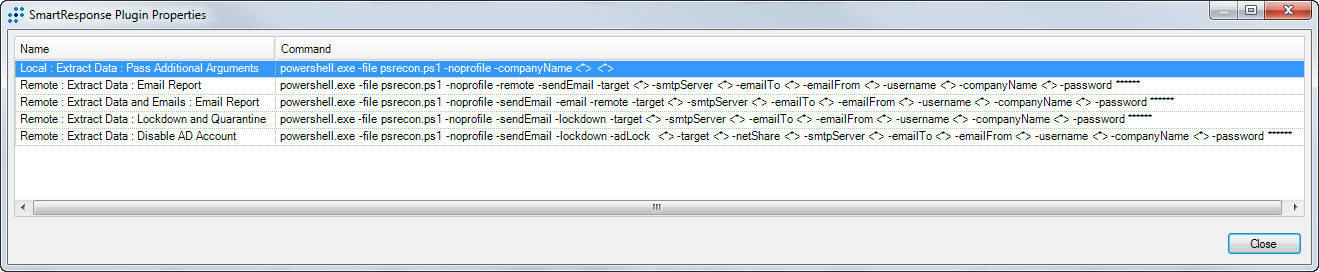 SmartResponse Plugin Properties
Name Command
Local : Extract Data : Pass Additional Arguments powershell.exe -file psrecon.ps1 -noprofile -companyName <*> <*>
Remote : Extract Data : Email Report powershell.exe -file psrecon.ps1 -noprofile -remote -sendEmail -target <*> -smtpServer <*> -emailTo <*> -emailFrom <*> -username <*> -companyName <*> -password ******
Remote : Extract Data and Emails : Email Report powershell.exe -file psrecon.ps1 -noprofile -sendEmail -email -remote -target <*> -smtpServer <*> -emailTo <*> -emailFrom <*> -username <*> -companyName <*> -password ******
Remote : Extract Data : Lockdown and Quarantine powershell.exe -file psrecon.ps1 -noprofile -sendEmail -lockdown -target <*> -smtpServer <*> -emailTo <*> -emailFrom <*> -username <*> -companyName <*> -password ******
Remote : Extract Data : Disable AD Account powershell.exe -file psrecon.ps1 -noprofile -sendEmail -lockdown -adLock <*> -target <*> -netShare <*> -smtpServer <*> -emailTo <*> -emailFrom <*> -username <*> -companyName <*> -password ******
Close